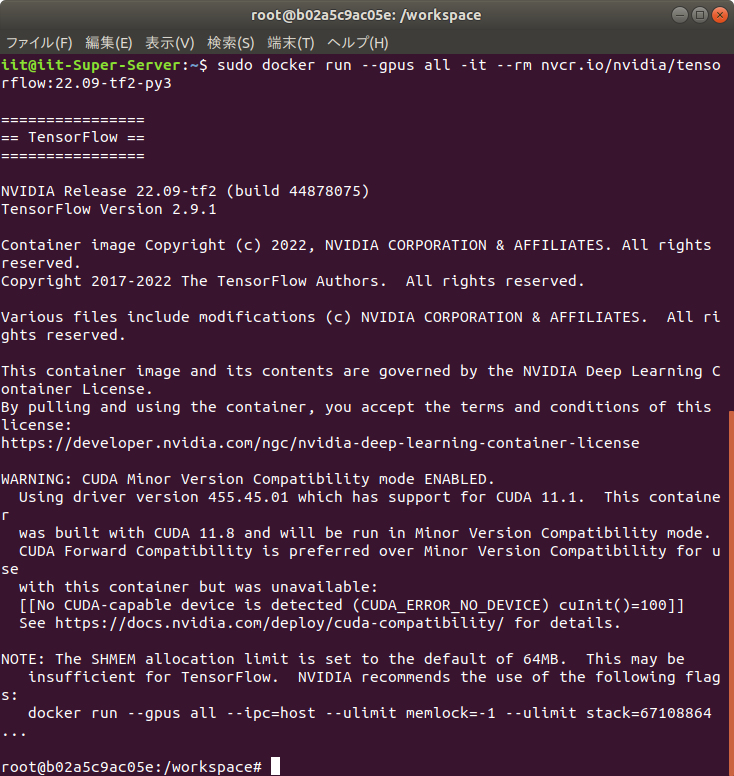 root@b02a5c9ac05e: /workspace
ファイル(F) 編集(E) 表示(V) 検索(S) 端末(T) ヘルプ(H)
iit@iit-Super-Server:~$ sudo docker run --gpus all -it --rm nvcr.io/nvidia/tenso
rflow:22.09-tf2-py3
================
== TensorFlow ==
================
NVIDIA Release 22.09-tf2 (build 44878075)
TensorFlow Version 2.9.1
Container image Copyright (c) 2022, NVIDIA CORPORATION & AFFILIATES. All rights
reserved.
Copyright 2017-2022 The TensorFlow Authors.  All rights reserved.
Various files include modifications (c) NVIDIA CORPORATION & AFFILIATES.  All ri
ghts reserved.
This container image and its contents are governed by the NVIDIA Deep Learning C
ontainer License.
By pulling and using the container, you accept the terms and conditions of this
license:
https://developer.nvidia.com/ngc/nvidia-deep-learning-container-license
WARNING: CUDA Minor Version Compatibility mode ENABLED.
  Using driver version 455.45.01 which has support for CUDA 11.1.  This containe
r
  was built with CUDA 11.8 and will be run in Minor Version Compatibility mode.
  CUDA Forward Compatibility is preferred over Minor Version Compatibility for u
se
  with this container but was unavailable:
  [[No CUDA-capable device is detected (CUDA_ERROR_NO_DEVICE) cuInit()=100]]
  See https://docs.nvidia.com/deploy/cuda-compatibility/ for details.
NOTE: The SHMEM allocation limit is set to the default of 64MB.  This may be
   insufficient for TensorFlow.  NVIDIA recommends the use of the following flag
s:
   docker run --gpus all --ipc=host --ulimit memlock=-1 --ulimit stack=67108864
...
root@b02a5c9ac05e:/workspace#